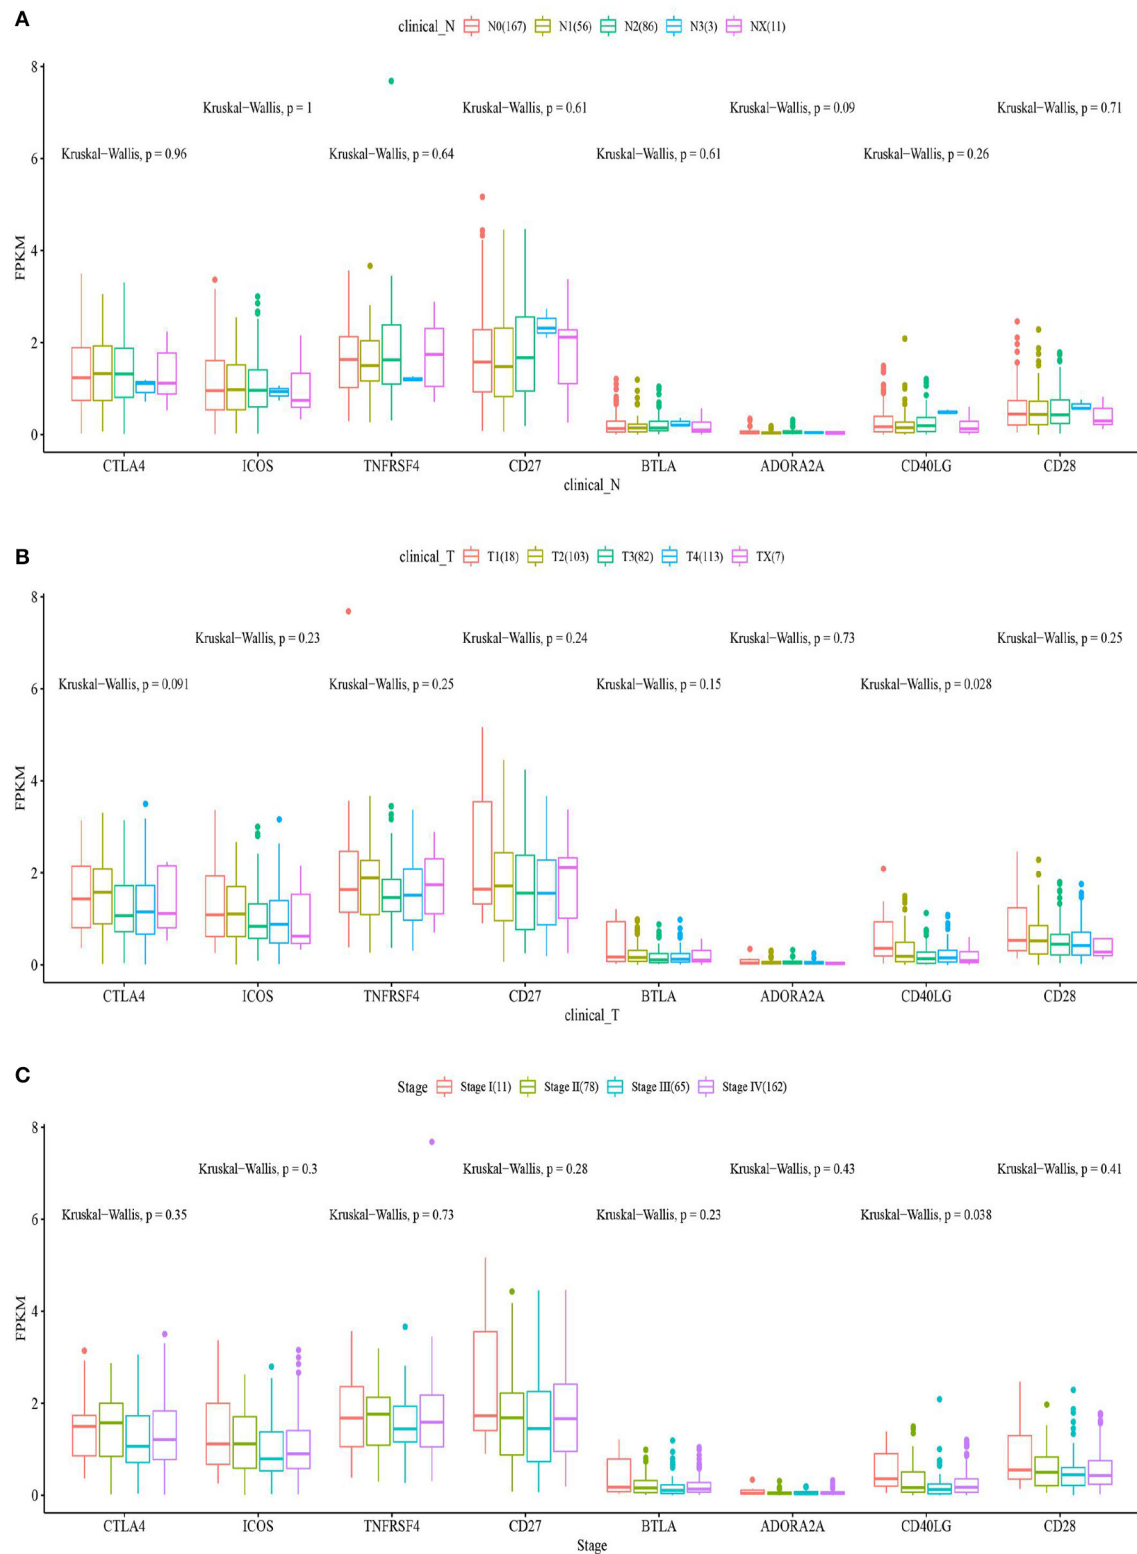 A
clinical_N N0(167) N1(56) N2(86) N3(3) NX(11)
8
Kruskal−Wallis, p = 1 Kruskal−Wallis, p = 0.61 Kruskal−Wallis, p = 0.09 Kruskal−Wallis, p = 0.71
Kruskal−Wallis, p = 0.96 Kruskal−Wallis, p = 0.64 Kruskal−Wallis, p = 0.61 Kruskal−Wallis, p = 0.26
6
FPKM
4
2
0
CTLA4 ICOS TNFRSF4 CD27 BTLA ADORA2A CD40LG CD28
clinical_N
B
clinical_T T1(18) T2(103) T3(82) T4(113) TX(7)
8
Kruskal−Wallis, p = 0.23 Kruskal−Wallis, p = 0.24 Kruskal−Wallis, p = 0.73 Kruskal−Wallis, p = 0.25
Kruskal−Wallis, p = 0.091 Kruskal−Wallis, p = 0.25 Kruskal−Wallis, p = 0.15 Kruskal−Wallis, p = 0.028
6
FPKM
4
2
0
CTLA4 ICOS TNFRSF4 CD27 BTLA ADORA2A CD40LG CD28
clinical_T
C
Stage Stage I(11) Stage II(78) Stage III(65) Stage IV(162)
8
Kruskal−Wallis, p = 0.3 Kruskal−Wallis, p = 0.28 Kruskal−Wallis, p = 0.43 Kruskal−Wallis, p = 0.41
Kruskal−Wallis, p = 0.35 Kruskal−Wallis, p = 0.73 Kruskal−Wallis, p = 0.23 Kruskal−Wallis, p = 0.038
6
FPKM
4
2
0
CTLA4 ICOS TNFRSF4 CD27 BTLA ADORA2A CD40LG CD28
Stage